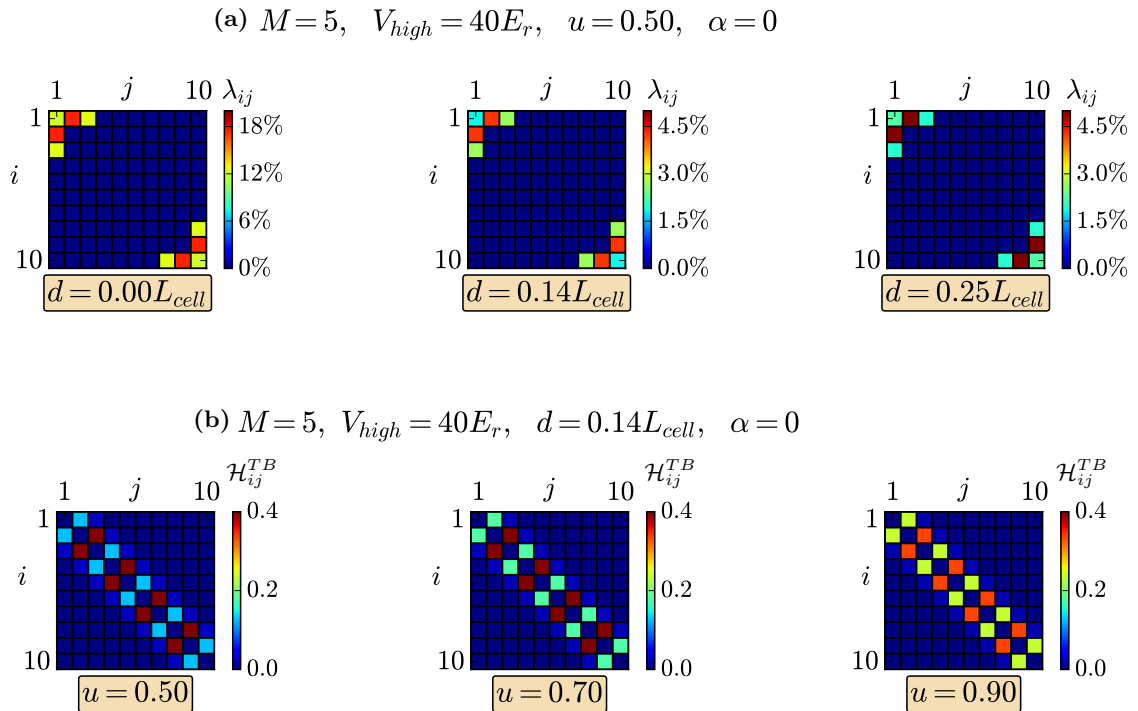 (a) M = 5, V_high = 40E_r, u = 0.50, α = 0
1 j 10 λ_ij
1
i
10
18%
12%
6%
0%
d = 0.00L_cell
1 j 10 λ_ij
1
i
10
4.5%
3.0%
1.5%
0.0%
d = 0.14L_cell
1 j 10 λ_ij
1
i
10
4.5%
3.0%
1.5%
0.0%
d = 0.25L_cell
(b) M = 5, V_high = 40E_r, d = 0.14L_cell, α = 0
1 j 10 ℋ_ij^TB
1
i
10
0.4
0.2
0.0
u = 0.50
1 j 10 ℋ_ij^TB
1
i
10
0.4
0.2
0.0
u = 0.70
1 j 10 ℋ_ij^TB
1
i
10
0.4
0.2
0.0
u = 0.90